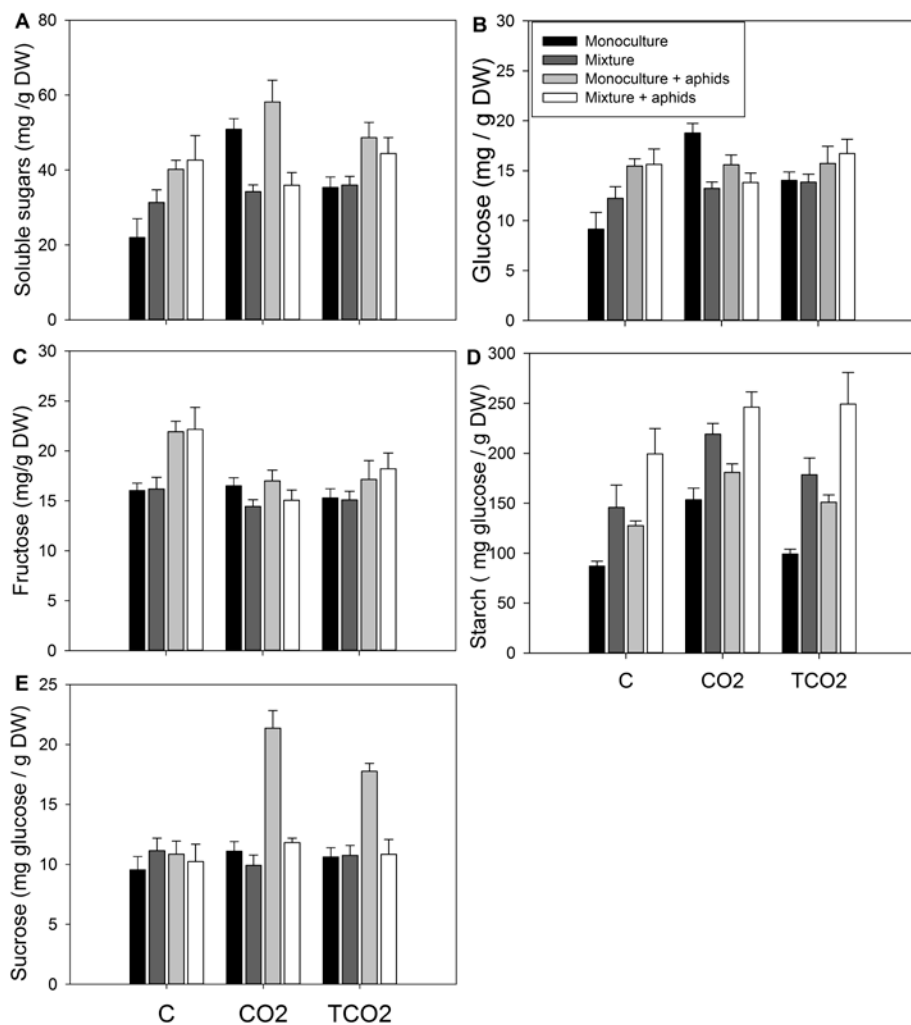 A
Soluble sugars (mg /g DW)
80
60
40
20
0
B
Glucose (mg / g DW)
30
25
20
15
10
5
0
Monoculture
Mixture
Monoculture + aphids
Mixture + aphids
C
Fructose (mg/g DW)
30
25
20
15
10
5
0
D
Starch ( mg glucose / g DW)
300
250
200
150
100
50
0
C CO2 TCO2
E
Sucrose (mg glucose / g DW)
25
20
15
10
5
0
C CO2 TCO2